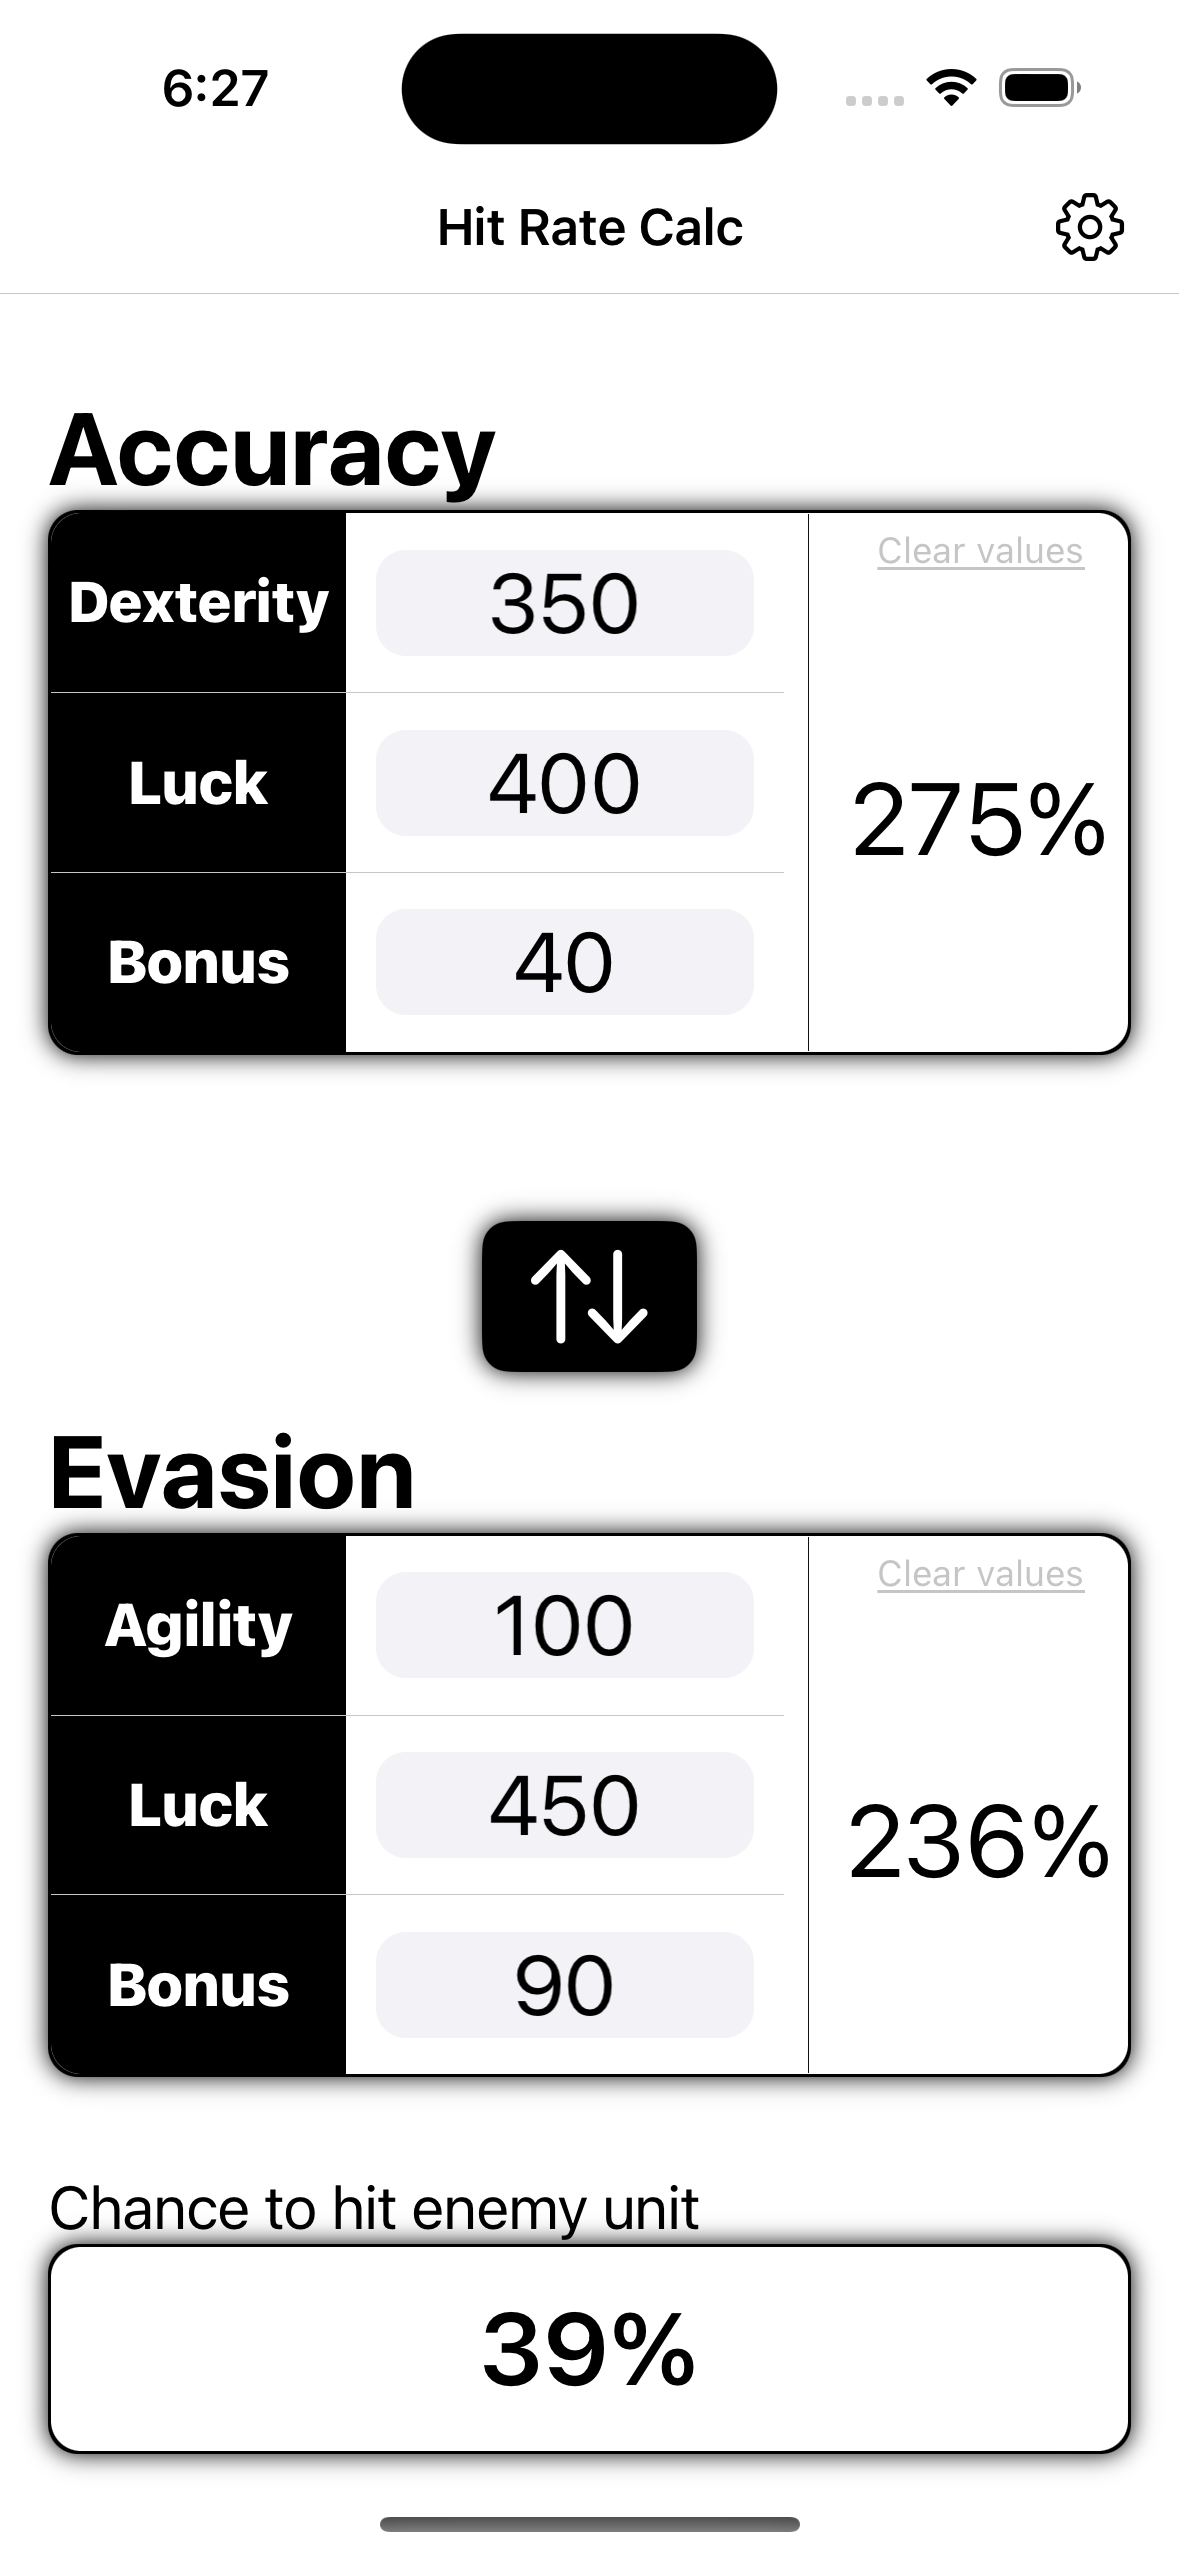 6:27
Hit Rate Calc
Accuracy
Clear values
Dexterity 350
Luck 400
275%
Bonus 40
Evasion
Clear values
Agility 100
Luck 450
236%
Bonus 90
Chance to hit enemy unit
39%